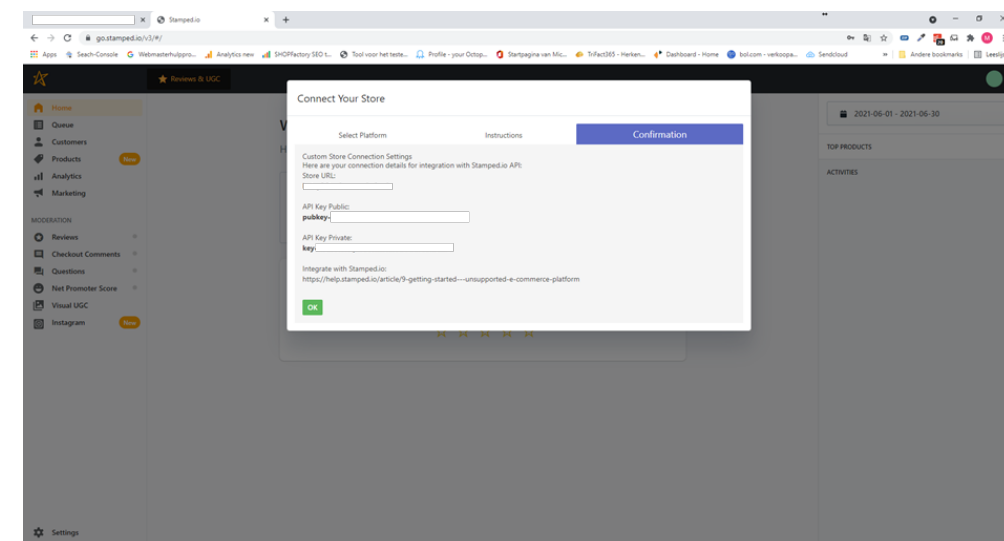 Stamped.io
go.stamped.io/v3/#/
Apps
Seach-Console
Webmasterhulppro...
Analytics new
SHOPFactory SEO t...
Tool voor het teste...
Profile - your Octop...
Startpagina van Mic...
TriFact365 - Herken...
Dashboard - Home
bol.com - verkoopa...
Sendcloud
Andere bookmarks
Reviews & UGC
Home
Queue
Customers
Products New
Analytics
Marketing
MODERATION
Reviews
Checkout Comments
Questions
Net Promoter Score
Visual UGC
Instagram New
Settings
Connect Your Store
Select Platform
Instructions
Confirmation
Custom Store Connection Settings
Here are your connection details for integration with Stamped.io API:
Store URL:
API Key Public:
pubkey-
API Key Private:
key-
Integrate with Stamped.io:
https://help.stamped.io/article/9-getting-started---unsupported-e-commerce-platform
OK
2021-06-01 - 2021-06-30
TOP PRODUCTS
ACTIVITIES